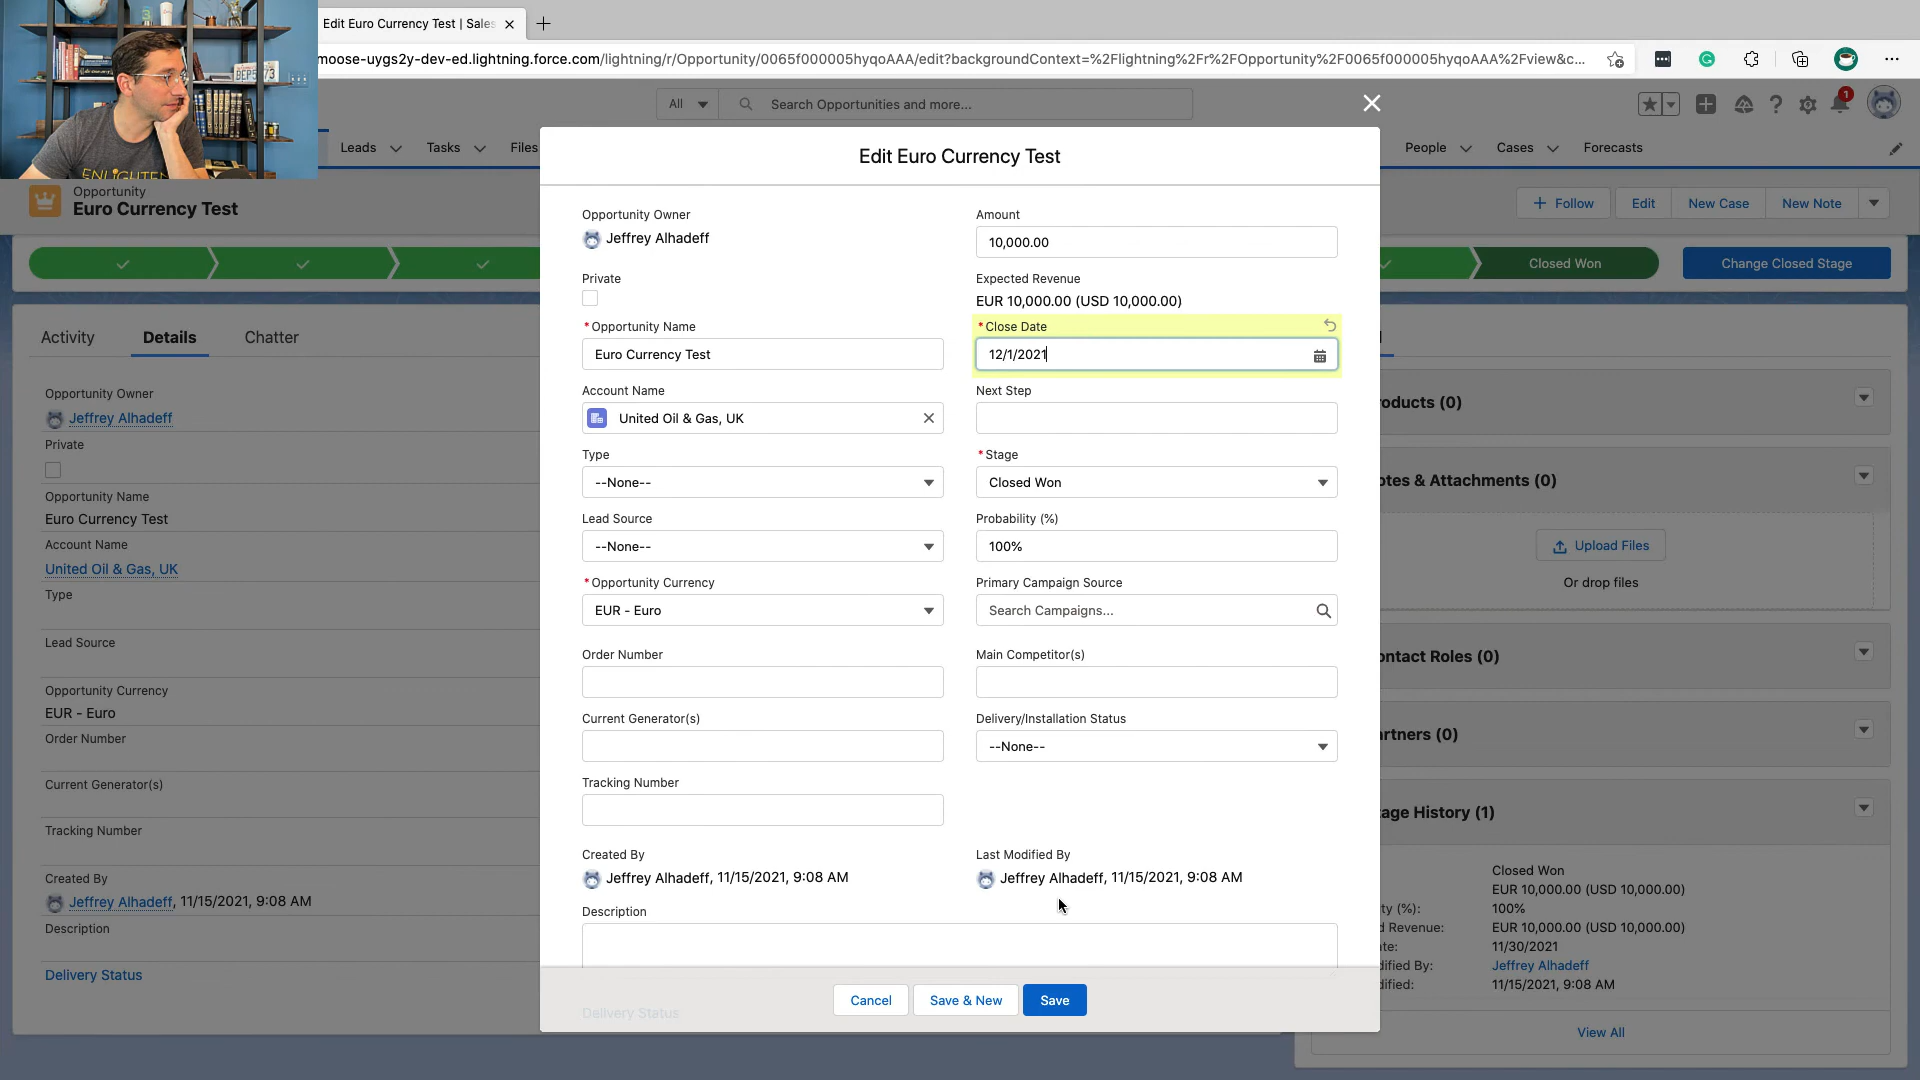 Edit Euro Currency Test | Sales
moose-uygs2y-dev-ed.lightning.force.com/lightning/r/Opportunity/0065f000005hyqoAAA/edit?backgroundContext=%2Flightning%2Fr%2FOpportunity%2F0065f000005hyqoAAA%2Fview&c...
All
Search Opportunities and more...
1
Leads
Tasks
Files
People
Cases
Forecasts
ENLIGHTEN
Opportunity
Euro Currency Test
Follow
Edit
New Case
New Note
Closed Won
Change Closed Stage
Activity
Details
Chatter
Opportunity Owner
Jeffrey Alhadeff
Private
Opportunity Name
Euro Currency Test
Account Name
United Oil & Gas, UK
Type
Lead Source
Opportunity Currency
EUR - Euro
Order Number
Current Generator(s)
Tracking Number
Created By
Jeffrey Alhadeff, 11/15/2021, 9:08 AM
Description
Delivery Status
Edit Euro Currency Test
Opportunity Owner
Jeffrey Alhadeff
Amount
10,000.00
Private
Expected Revenue
EUR 10,000.00 (USD 10,000.00)
*Opportunity Name
Euro Currency Test
*Close Date
12/1/2021
Account Name
United Oil & Gas, UK
Next Step
Type
--None--
*Stage
Closed Won
Lead Source
--None--
Probability (%)
100%
*Opportunity Currency
EUR - Euro
Primary Campaign Source
Search Campaigns...
Order Number
Main Competitor(s)
Current Generator(s)
Delivery/Installation Status
--None--
Tracking Number
Created By
Jeffrey Alhadeff, 11/15/2021, 9:08 AM
Last Modified By
Jeffrey Alhadeff, 11/15/2021, 9:08 AM
Description
Delivery Status
Cancel
Save & New
Save
roducts (0)
otes & Attachments (0)
Upload Files
Or drop files
ontact Roles (0)
artners (0)
tage History (1)
Closed Won
EUR 10,000.00 (USD 10,000.00)
ity (%):
100%
d Revenue:
EUR 10,000.00 (USD 10,000.00)
ate:
11/30/2021
dified By:
Jeffrey Alhadeff
dified:
11/15/2021, 9:08 AM
View All